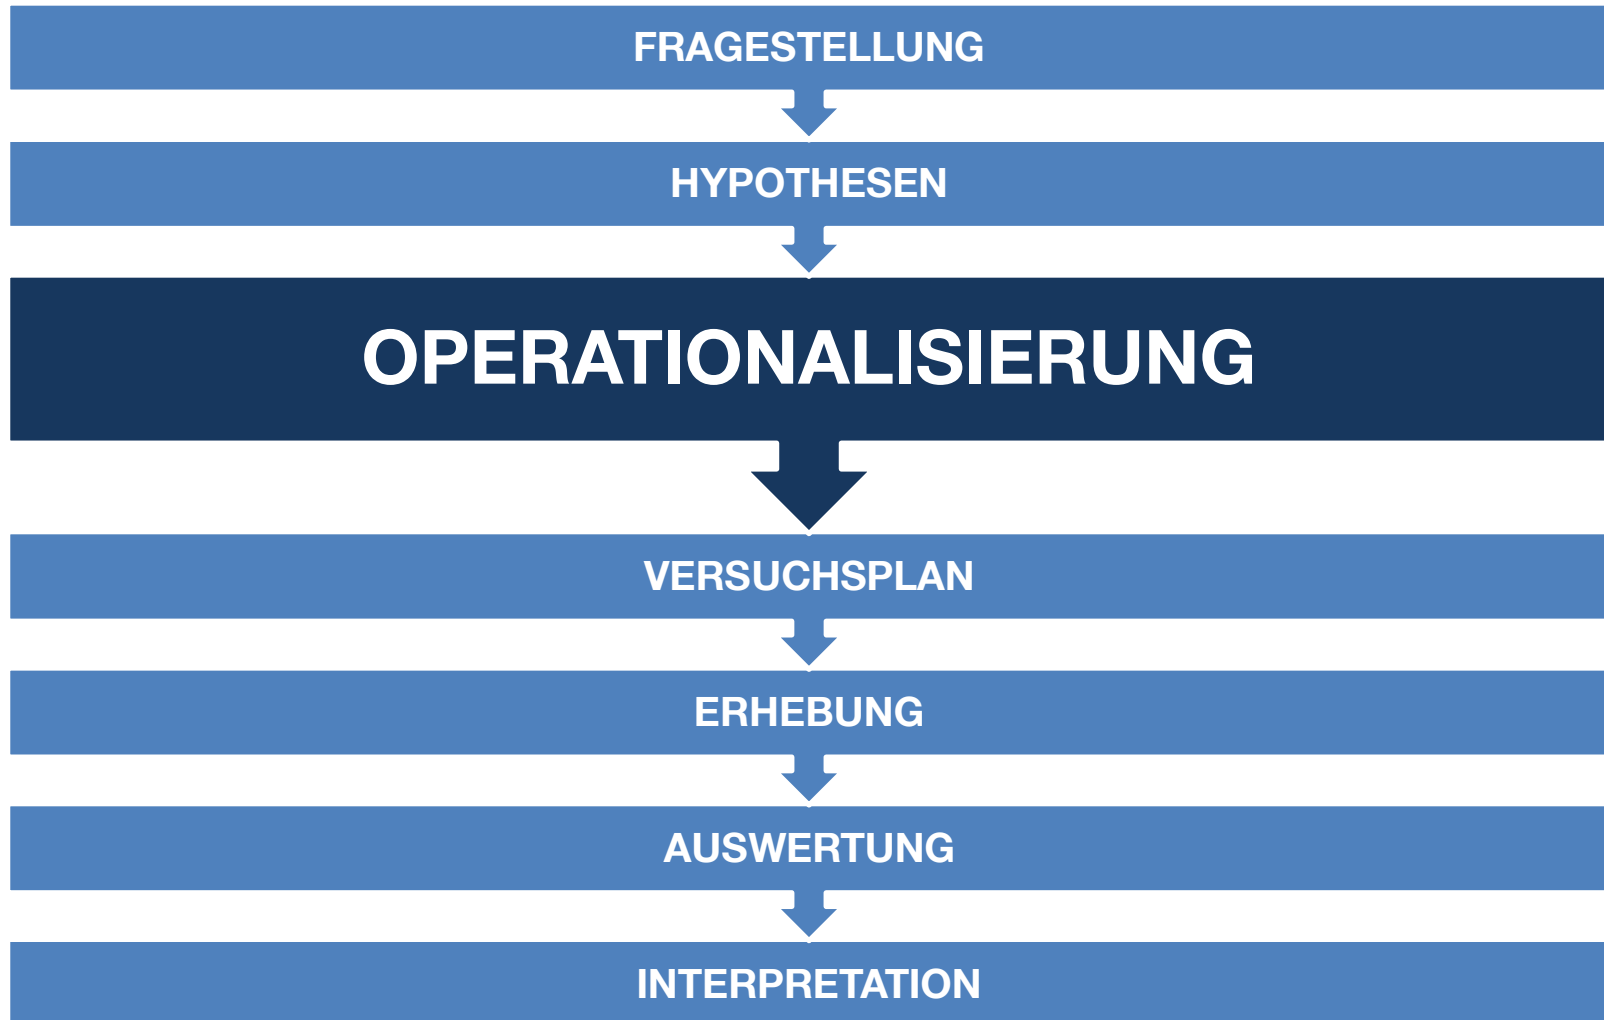 FRAGESTELLUNG
HYPOTHESEN
OPERATIONALISIERUNG
VERSUCHSPLAN
ERHEBUNG
AUSWERTUNG
INTERPRETATION